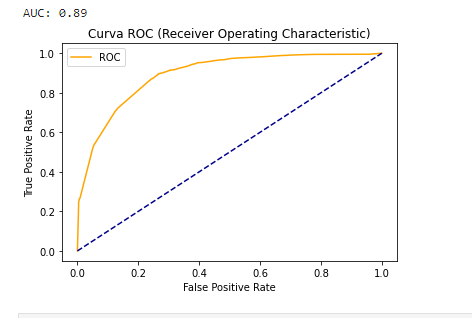 AUC: 0.89
Curva ROC (Receiver Operating Characteristic)
ROC
1.0
0.8
0.6
0.4
0.2
0.0
True Positive Rate
0.0 0.2 0.4 0.6 0.8 1.0
False Positive Rate